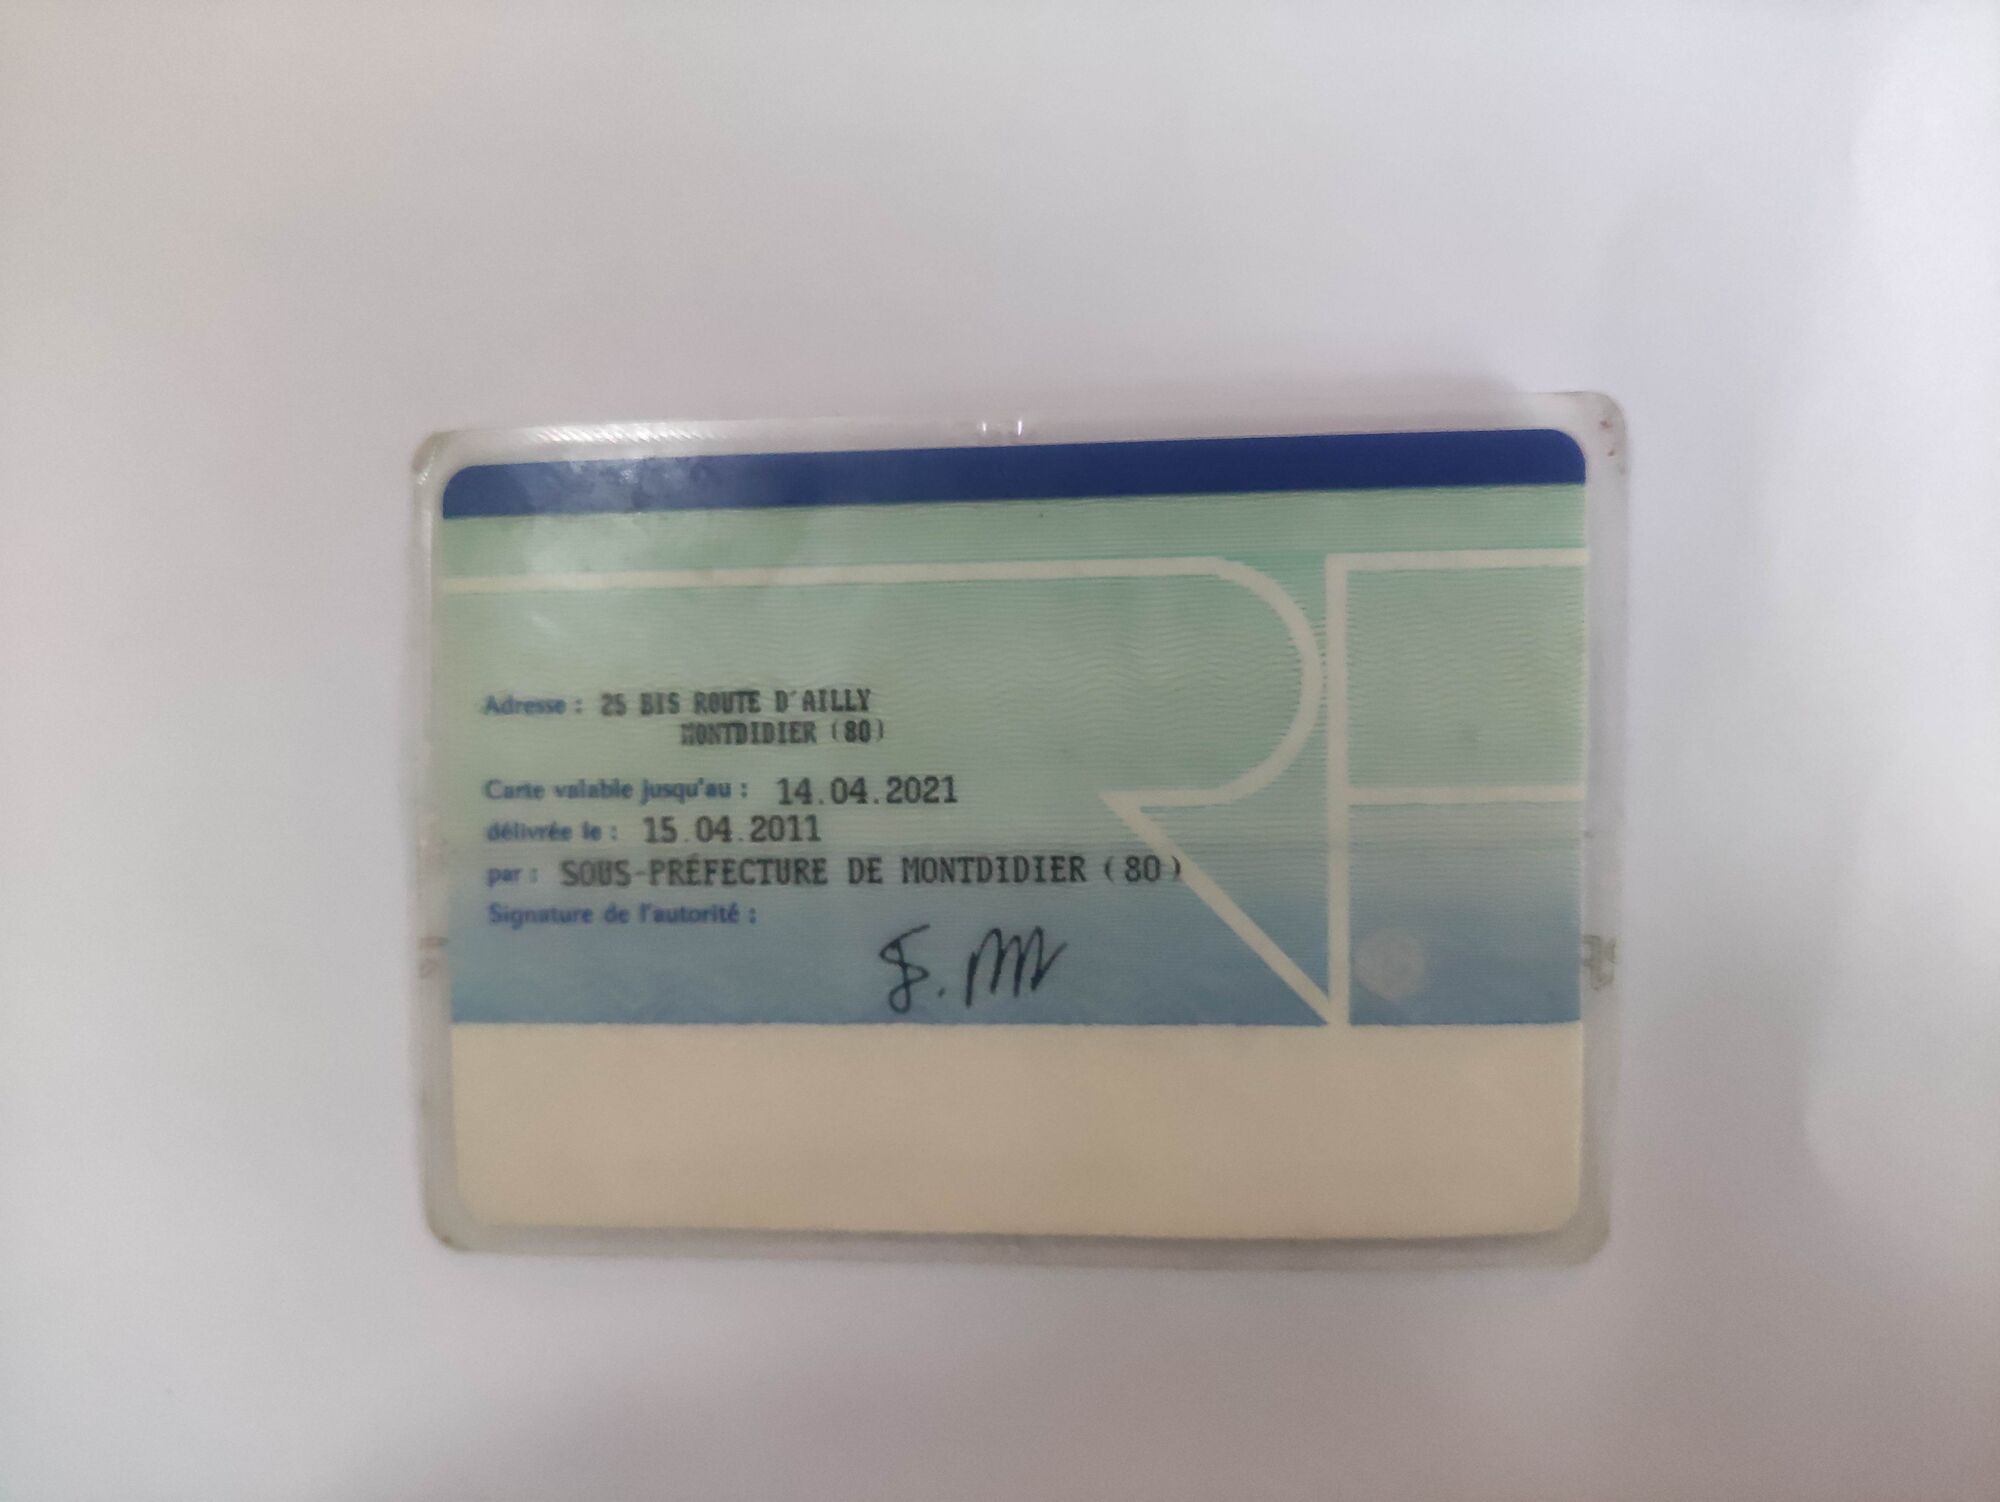 Adresse : 25 BIS ROUTE D'AILLY
MONTDIDIER (80)
Carte valable jusqu'au : 14.04.2021
délivrée le : 15.04.2011
par : SOUS-PRÉFECTURE DE MONTDIDIER (80)
Signature de l'autorité :
RF